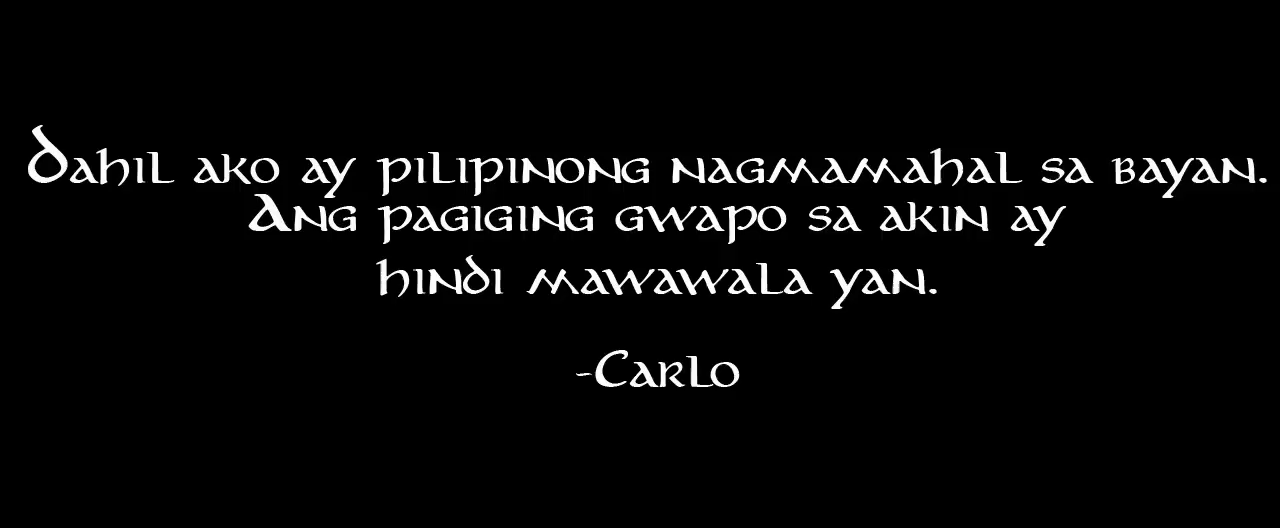 Dahil ako ay pilipinong nagmamahal sa bayan.
Ang pagiging gwapo sa akin ay
hindi mawawala yan.
-Carlo